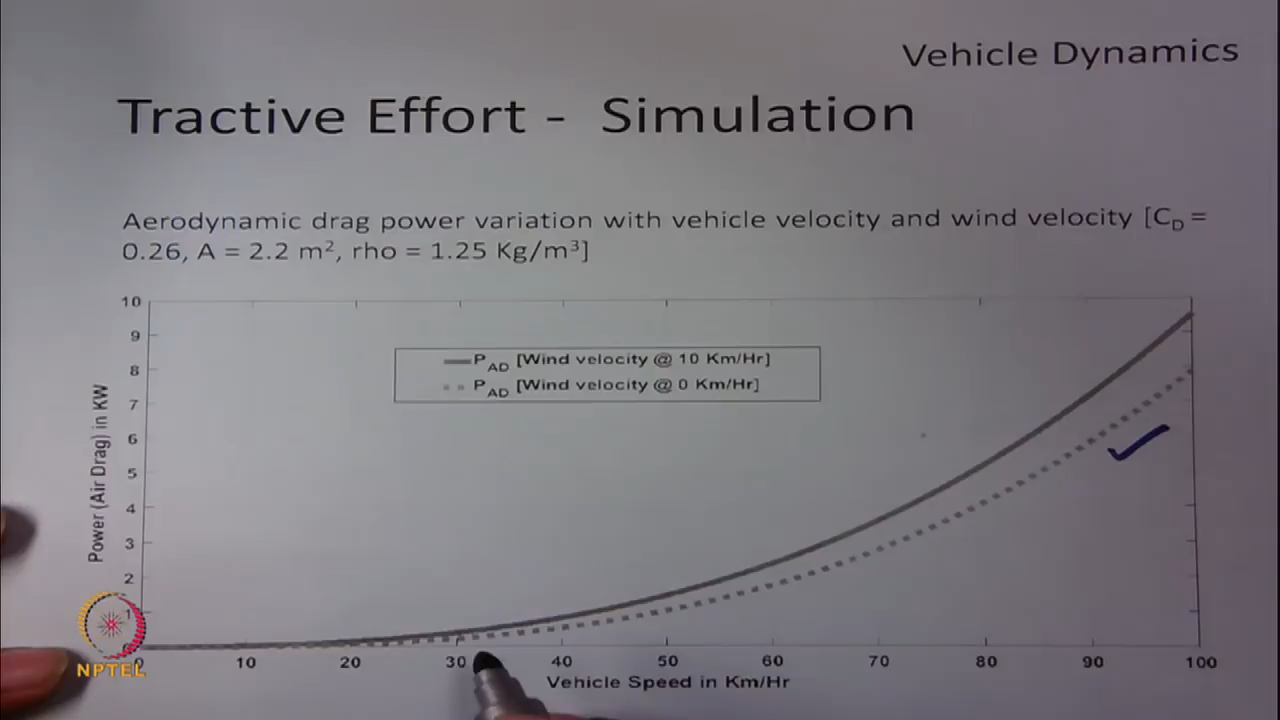 Vehicle Dynamics
Tractive Effort - Simulation
Aerodynamic drag power variation with vehicle velocity and wind velocity [C_D =
0.26, A = 2.2 m², rho = 1.25 Kg/m³]
10
9
8
7
6
5
4
3
2
1
0
Power (Air Drag) in KW
P_AD [Wind velocity @ 10 Km/Hr]
P_AD [Wind velocity @ 0 Km/Hr]
0 10 20 30 40 50 60 70 80 90 100
Vehicle Speed in Km/Hr
NPTEL